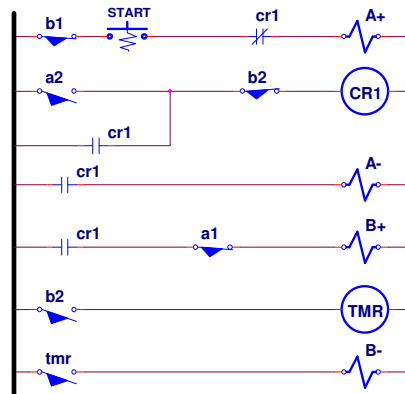 b1 START cr1 A+
a2 b2 CR1
cr1
cr1 A-
cr1 a1 B+
b2 TMR
tmr B-